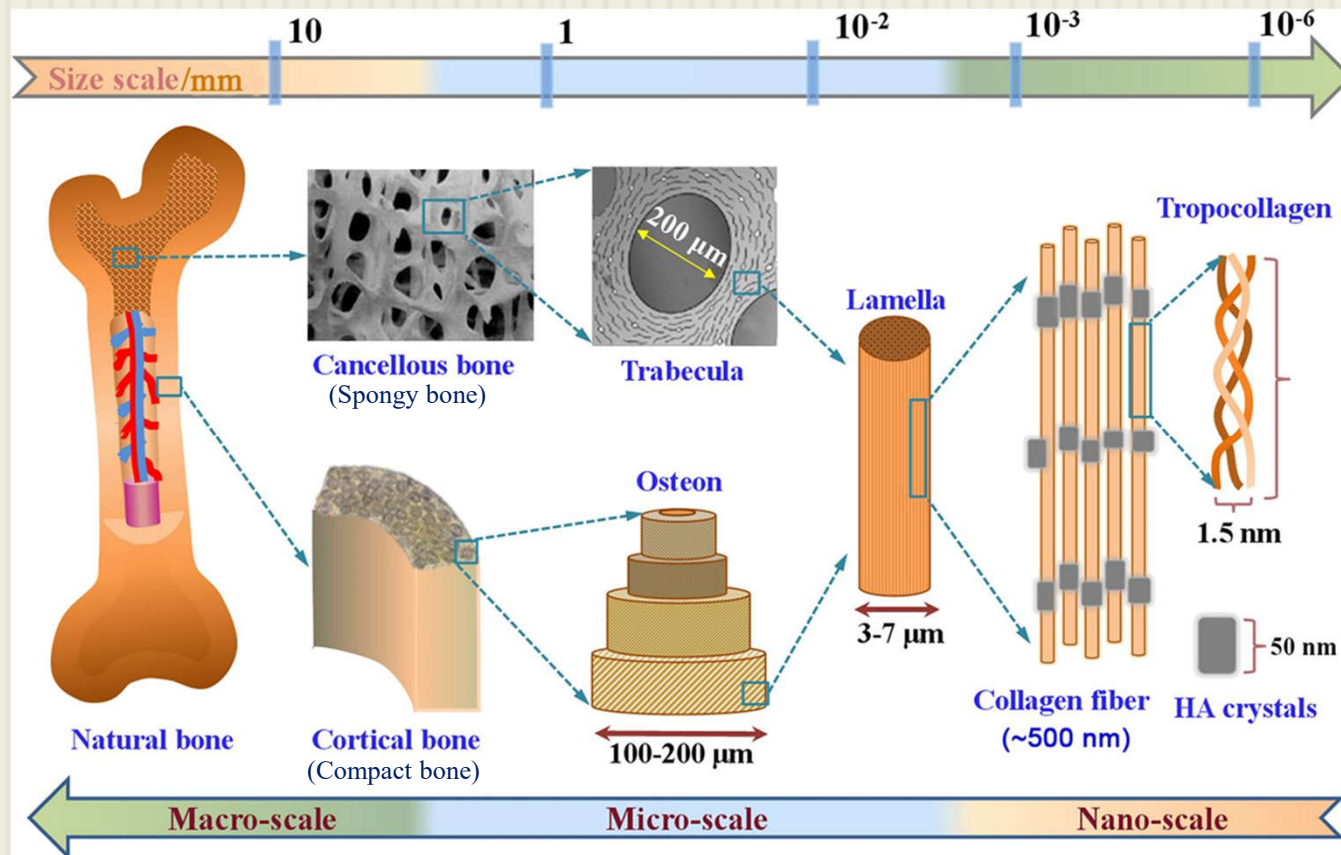 10
1
10-2
10-3
10-6
Size scale/mm
Tropocollagen
200 μm
Lamella
Cancellous bone
(Spongy bone)
Trabecula
Osteon
1.5 nm
3-7 μm
50 nm
Collagen fiber
(~500 nm)
HA crystals
Natural bone
Cortical bone
(Compact bone)
100-200 μm
Macro-scale
Micro-scale
Nano-scale